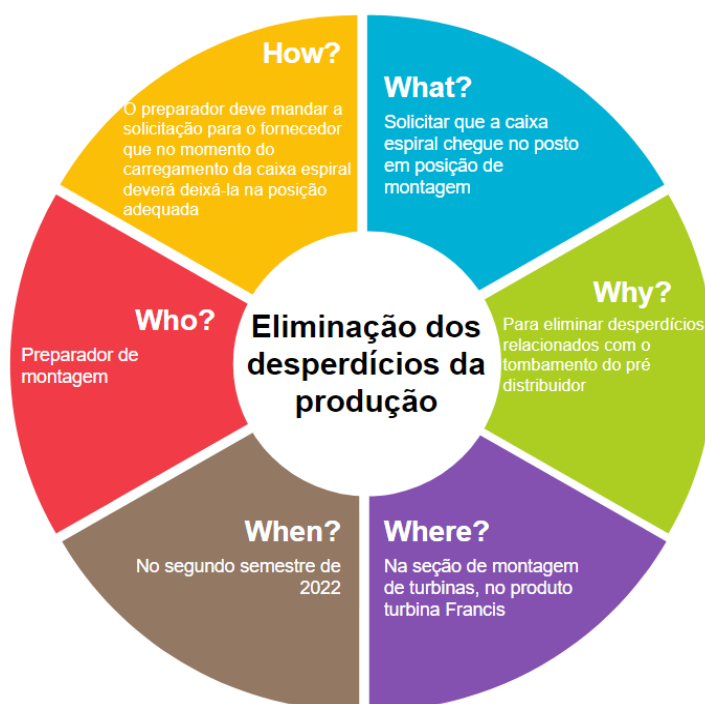 How?
O preparador deve mandar a
solicitação para o fornecedor
que no momento do
carregamento da caixa espiral
deverá deixá-la na posição
adequada
What?
Solicitar que a caixa
espiral chegue no posto
em posição de
montagem
Why?
Para eliminar desperdícios
relacionados com o
tombamento do pré
distribuidor
Who?
Preparador de
montagem
Eliminação dos
desperdícios da
produção
When?
No segundo semestre de
2022
Where?
Na seção de montagem
de turbinas, no produto
turbina Francis